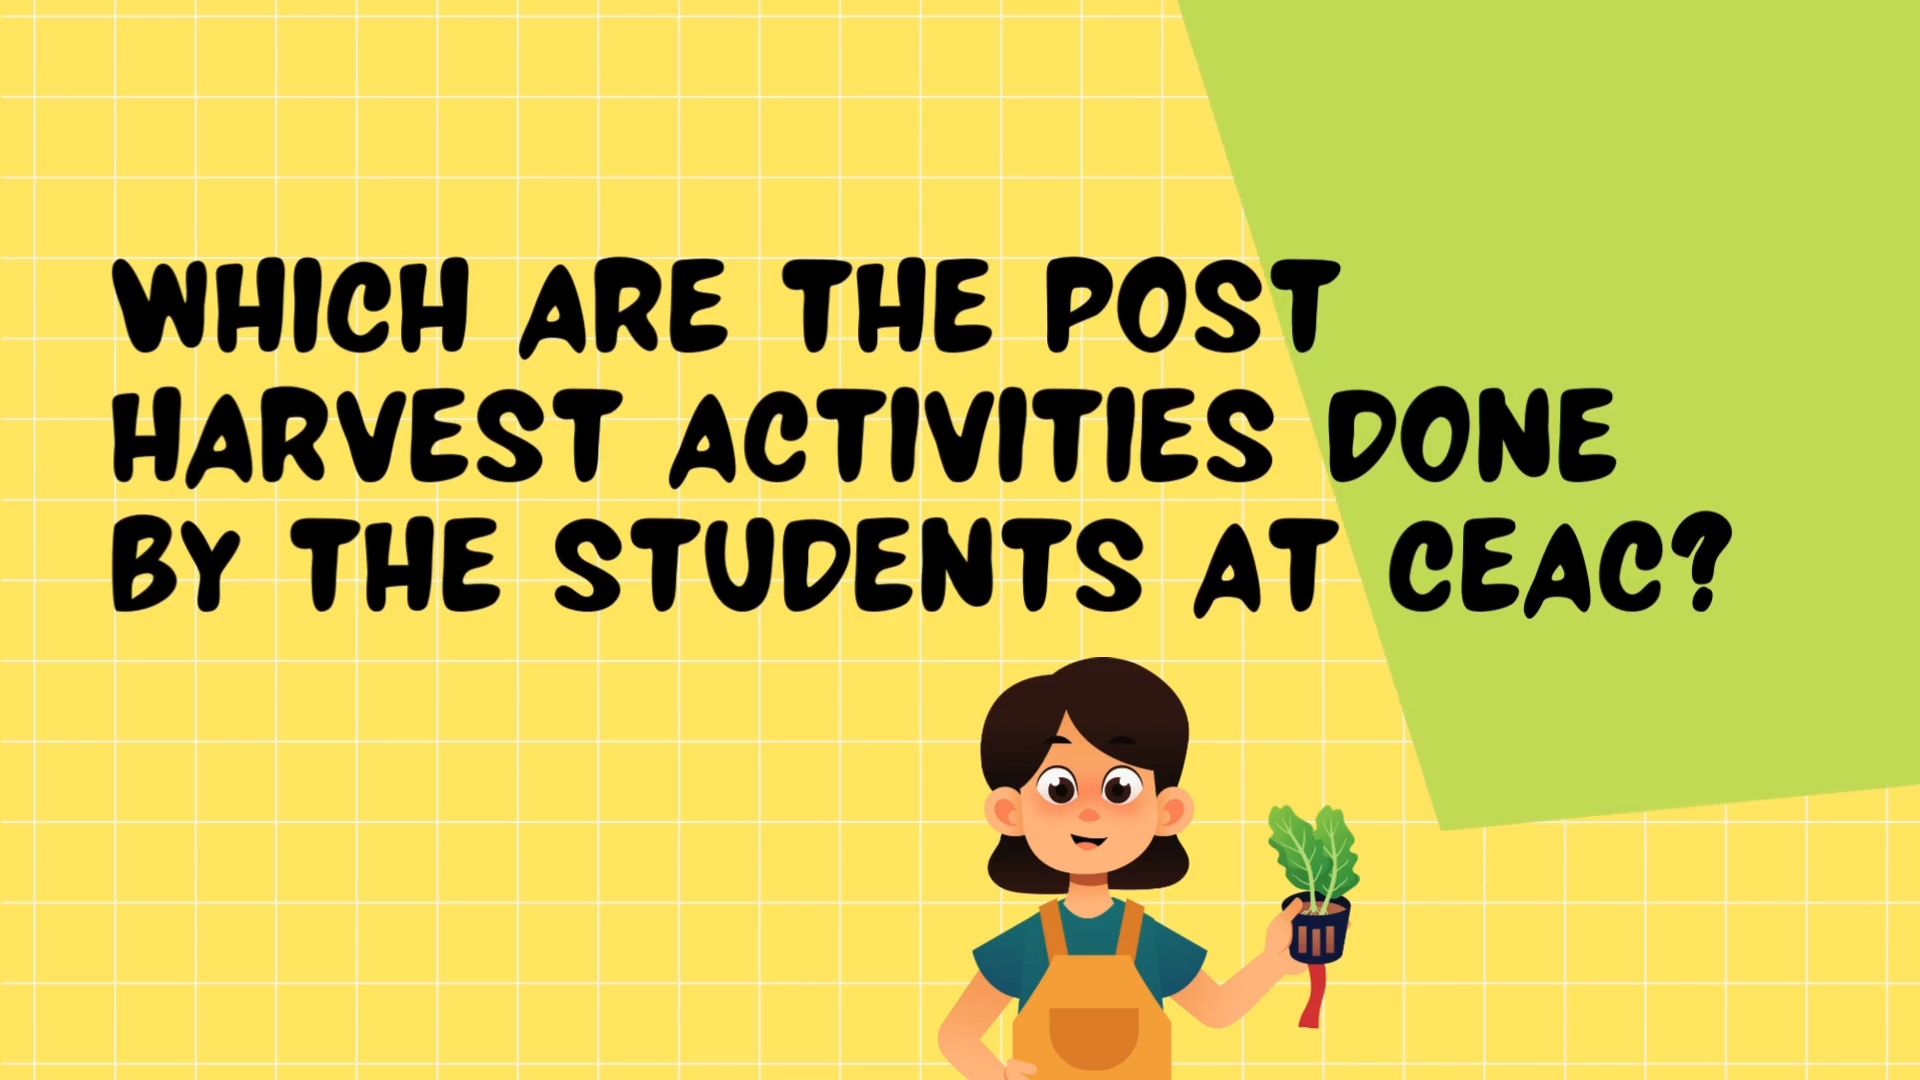 WHICH ARE THE POST
HARVEST ACTIVITIES DONE
BY THE STUDENTS AT CEAC?